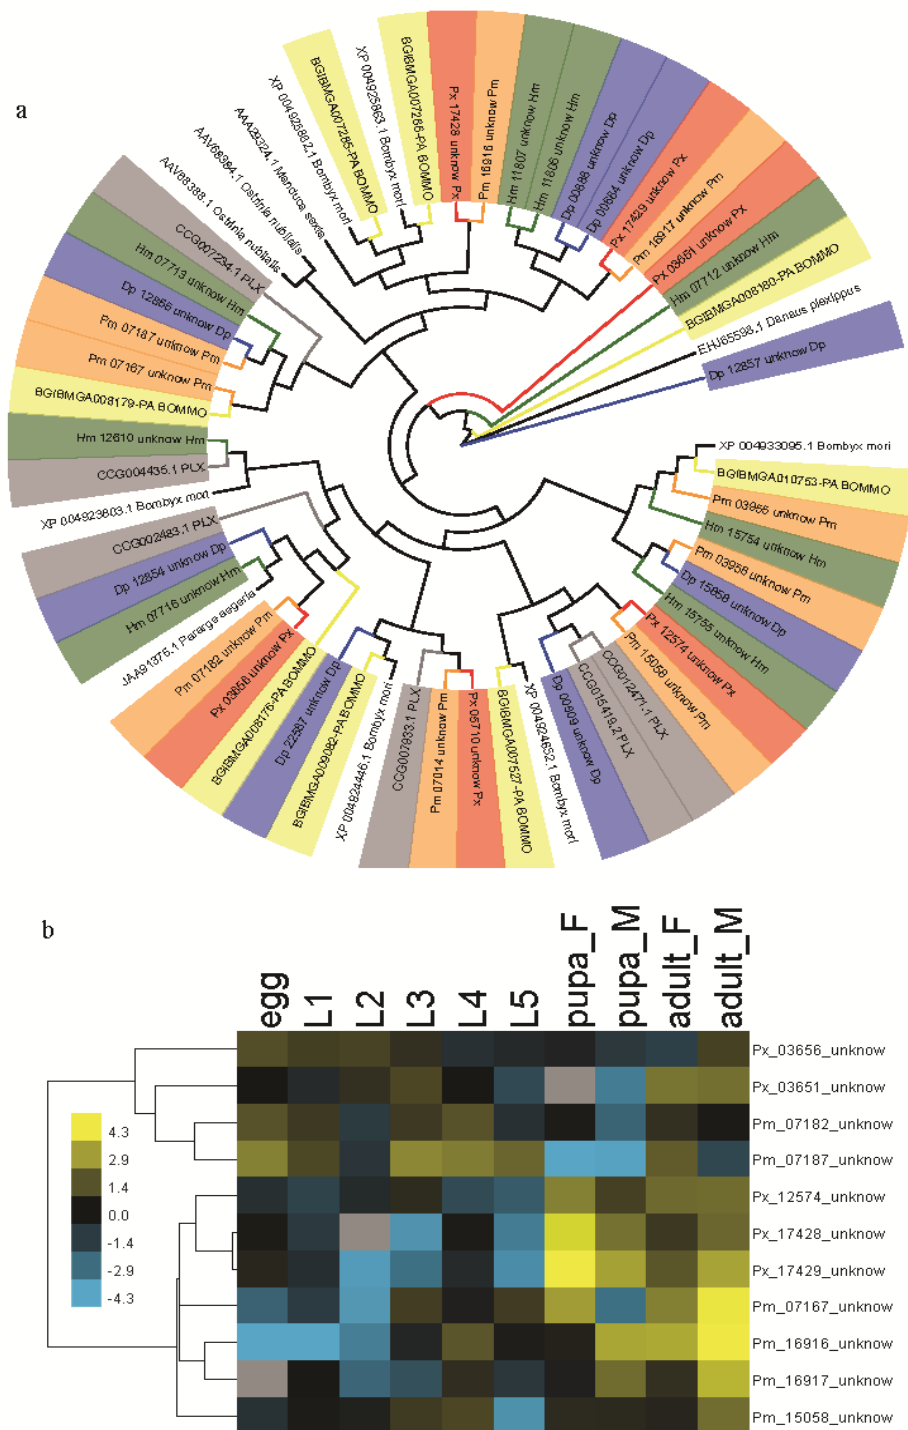 a
AAV68388.1 Ostrinia nubilalis
AAV68984.1 Ostrinia nubilalis
AAA29324.1 Manduca sexta
XP 004925882.1 Bombyx mori
BGIBMGA007285-PA BOMMO
XP 004925863.1 Bombyx mori
BGIBMGA007286-PA BOMMO
Px 17428 unknow Px
Pm 16916 unknow Pm
Hm 11607 unknow Hm
Hm 11606 unknow Hm
Dp 00888 unknow Dp
Dp 00864 unknow Dp
Px 17429 unknow Px
Pm 16917 unknow Pm
Px 03651 unknow Px
Hm 07712 unknow Hm
BGIBMGA008180-PA BOMMO
EHJ65598.1 Danaus plexippus
Dp 12857 unknow Dp
XP 004933095.1 Bombyx mori
BGIBMGA010753-PA BOMMO
Pm 03955 unknow Pm
Hm 15754 unknow Hm
Pm 03956 unknow Pm
Dp 15858 unknow Dp
Hm 15755 unknow Hm
Px 12574 unknow Px
Pm 15058 unknow Pm
CCG012471.1 PLX
CCG015419.2 PLX
Dp 00809 unknow Dp
XP 004924652.1 Bombyx mori
BGIBMGA007527-PA BOMMO
Px 05710 unknow Px
Pm 07014 unknow Pm
CCG007933.1 PLX
XP 004924446.1 Bombyx mori
BGIBMGA009082-PA BOMMO
Dp 22587 unknow Dp
BGIBMGA008176-PA BOMMO
Px 03656 unknow Px
Pm 07182 unknow Pm
JAA91375.1 Pararge aegeria
Hm 07716 unknow Hm
Dp 12854 unknow Dp
CCG002483.1 PLX
XP 004923803.1 Bombyx mori
CCG004435.1 PLX
Hm 12610 unknow Hm
BGIBMGA008179-PA BOMMO
Pm 07167 unknow Pm
Pm 07187 unknow Pm
Dp 12856 unknow Dp
Hm 07713 unknow Hm
CCG007234.1 PLX
b
egg L1 L2 L3 L4 L5 pupa_F pupa_M adult_F adult_M
4.3
2.9
1.4
0.0
-1.4
-2.9
-4.3
Px_03656_unknow
Px_03651_unknow
Pm_07182_unknow
Pm_07187_unknow
Px_12574_unknow
Px_17428_unknow
Px_17429_unknow
Pm_07167_unknow
Pm_16916_unknow
Pm_16917_unknow
Pm_15058_unknow